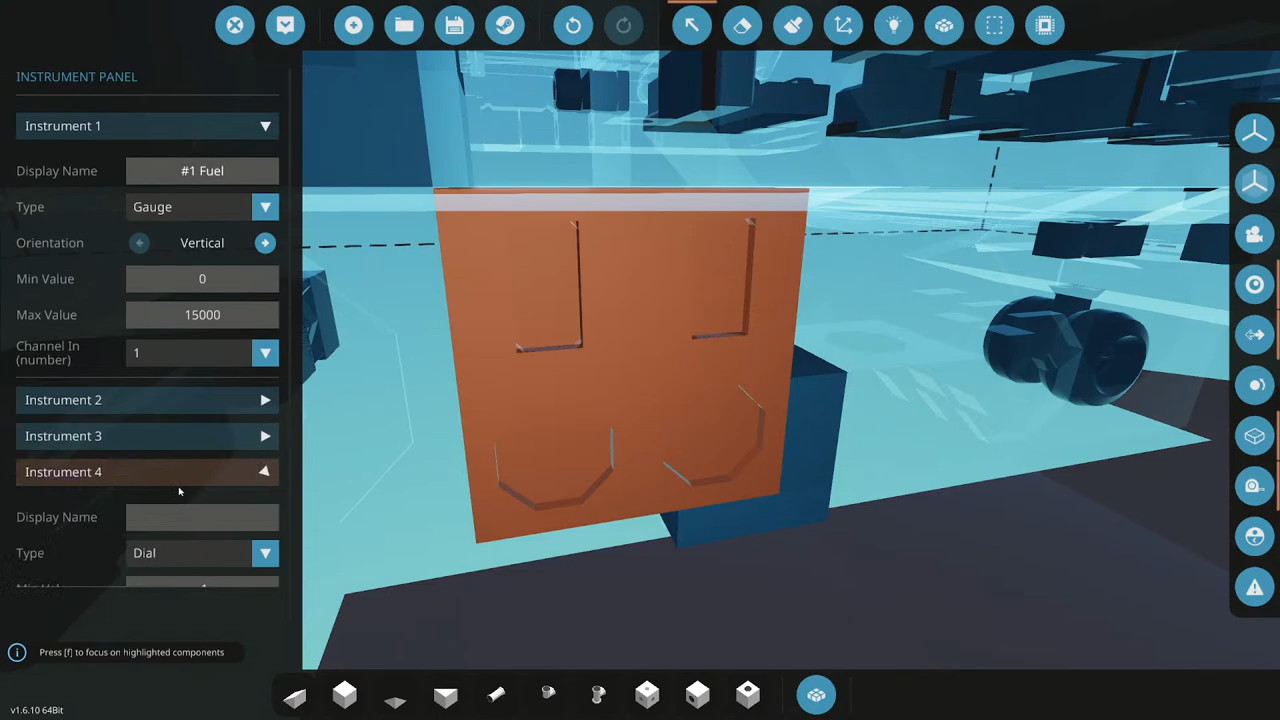 INSTRUMENT PANEL
Instrument 1
Display Name #1 Fuel
Type Gauge
Orientation Vertical
Min Value 0
Max Value 15000
Channel In (number) 1
Instrument 2
Instrument 3
Instrument 4
Display Name
Type Dial
Press [f] to focus on highlighted components
v1.6.10 64Bit